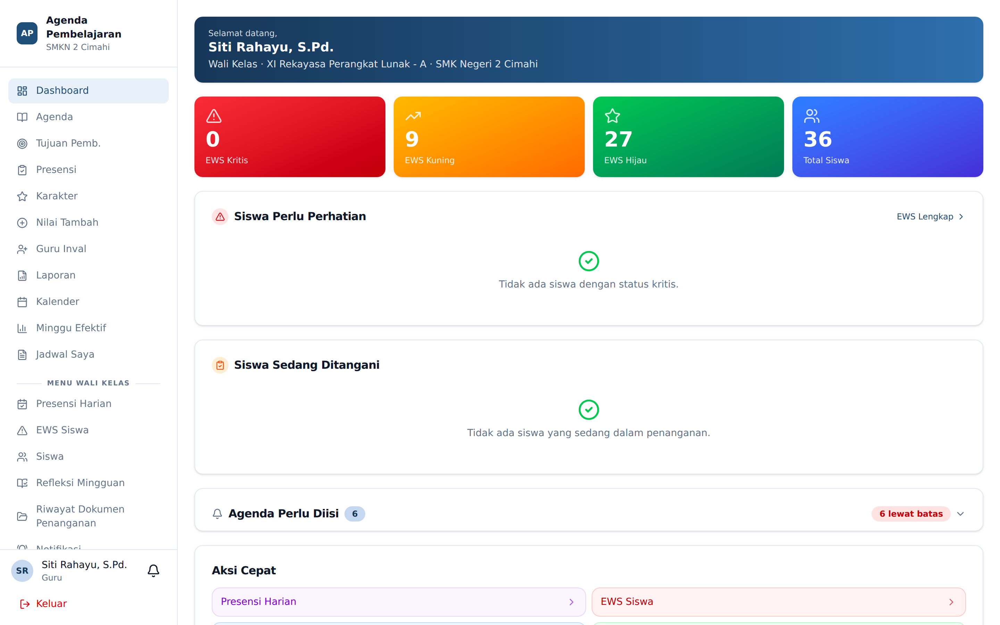 AP
Agenda
Pembelajaran
SMKN 2 Cimahi
Dashboard
Agenda
Tujuan Pemb.
Presensi
Karakter
Nilai Tambah
Guru Inval
Laporan
Kalender
Minggu Efektif
Jadwal Saya
MENU WALI KELAS
Presensi Harian
EWS Siswa
Siswa
Refleksi Mingguan
Riwayat Dokumen
Penanganan
Notifikasi
SR
Siti Rahayu, S.Pd.
Guru
Keluar
Selamat datang,
Siti Rahayu, S.Pd.
Wali Kelas · XI Rekayasa Perangkat Lunak - A · SMK Negeri 2 Cimahi
0
EWS Kritis
9
EWS Kuning
27
EWS Hijau
36
Total Siswa
Siswa Perlu Perhatian
EWS Lengkap
Tidak ada siswa dengan status kritis.
Siswa Sedang Ditangani
Tidak ada siswa yang sedang dalam penanganan.
Agenda Perlu Diisi 6
6 lewat batas
Aksi Cepat
Presensi Harian
EWS Siswa